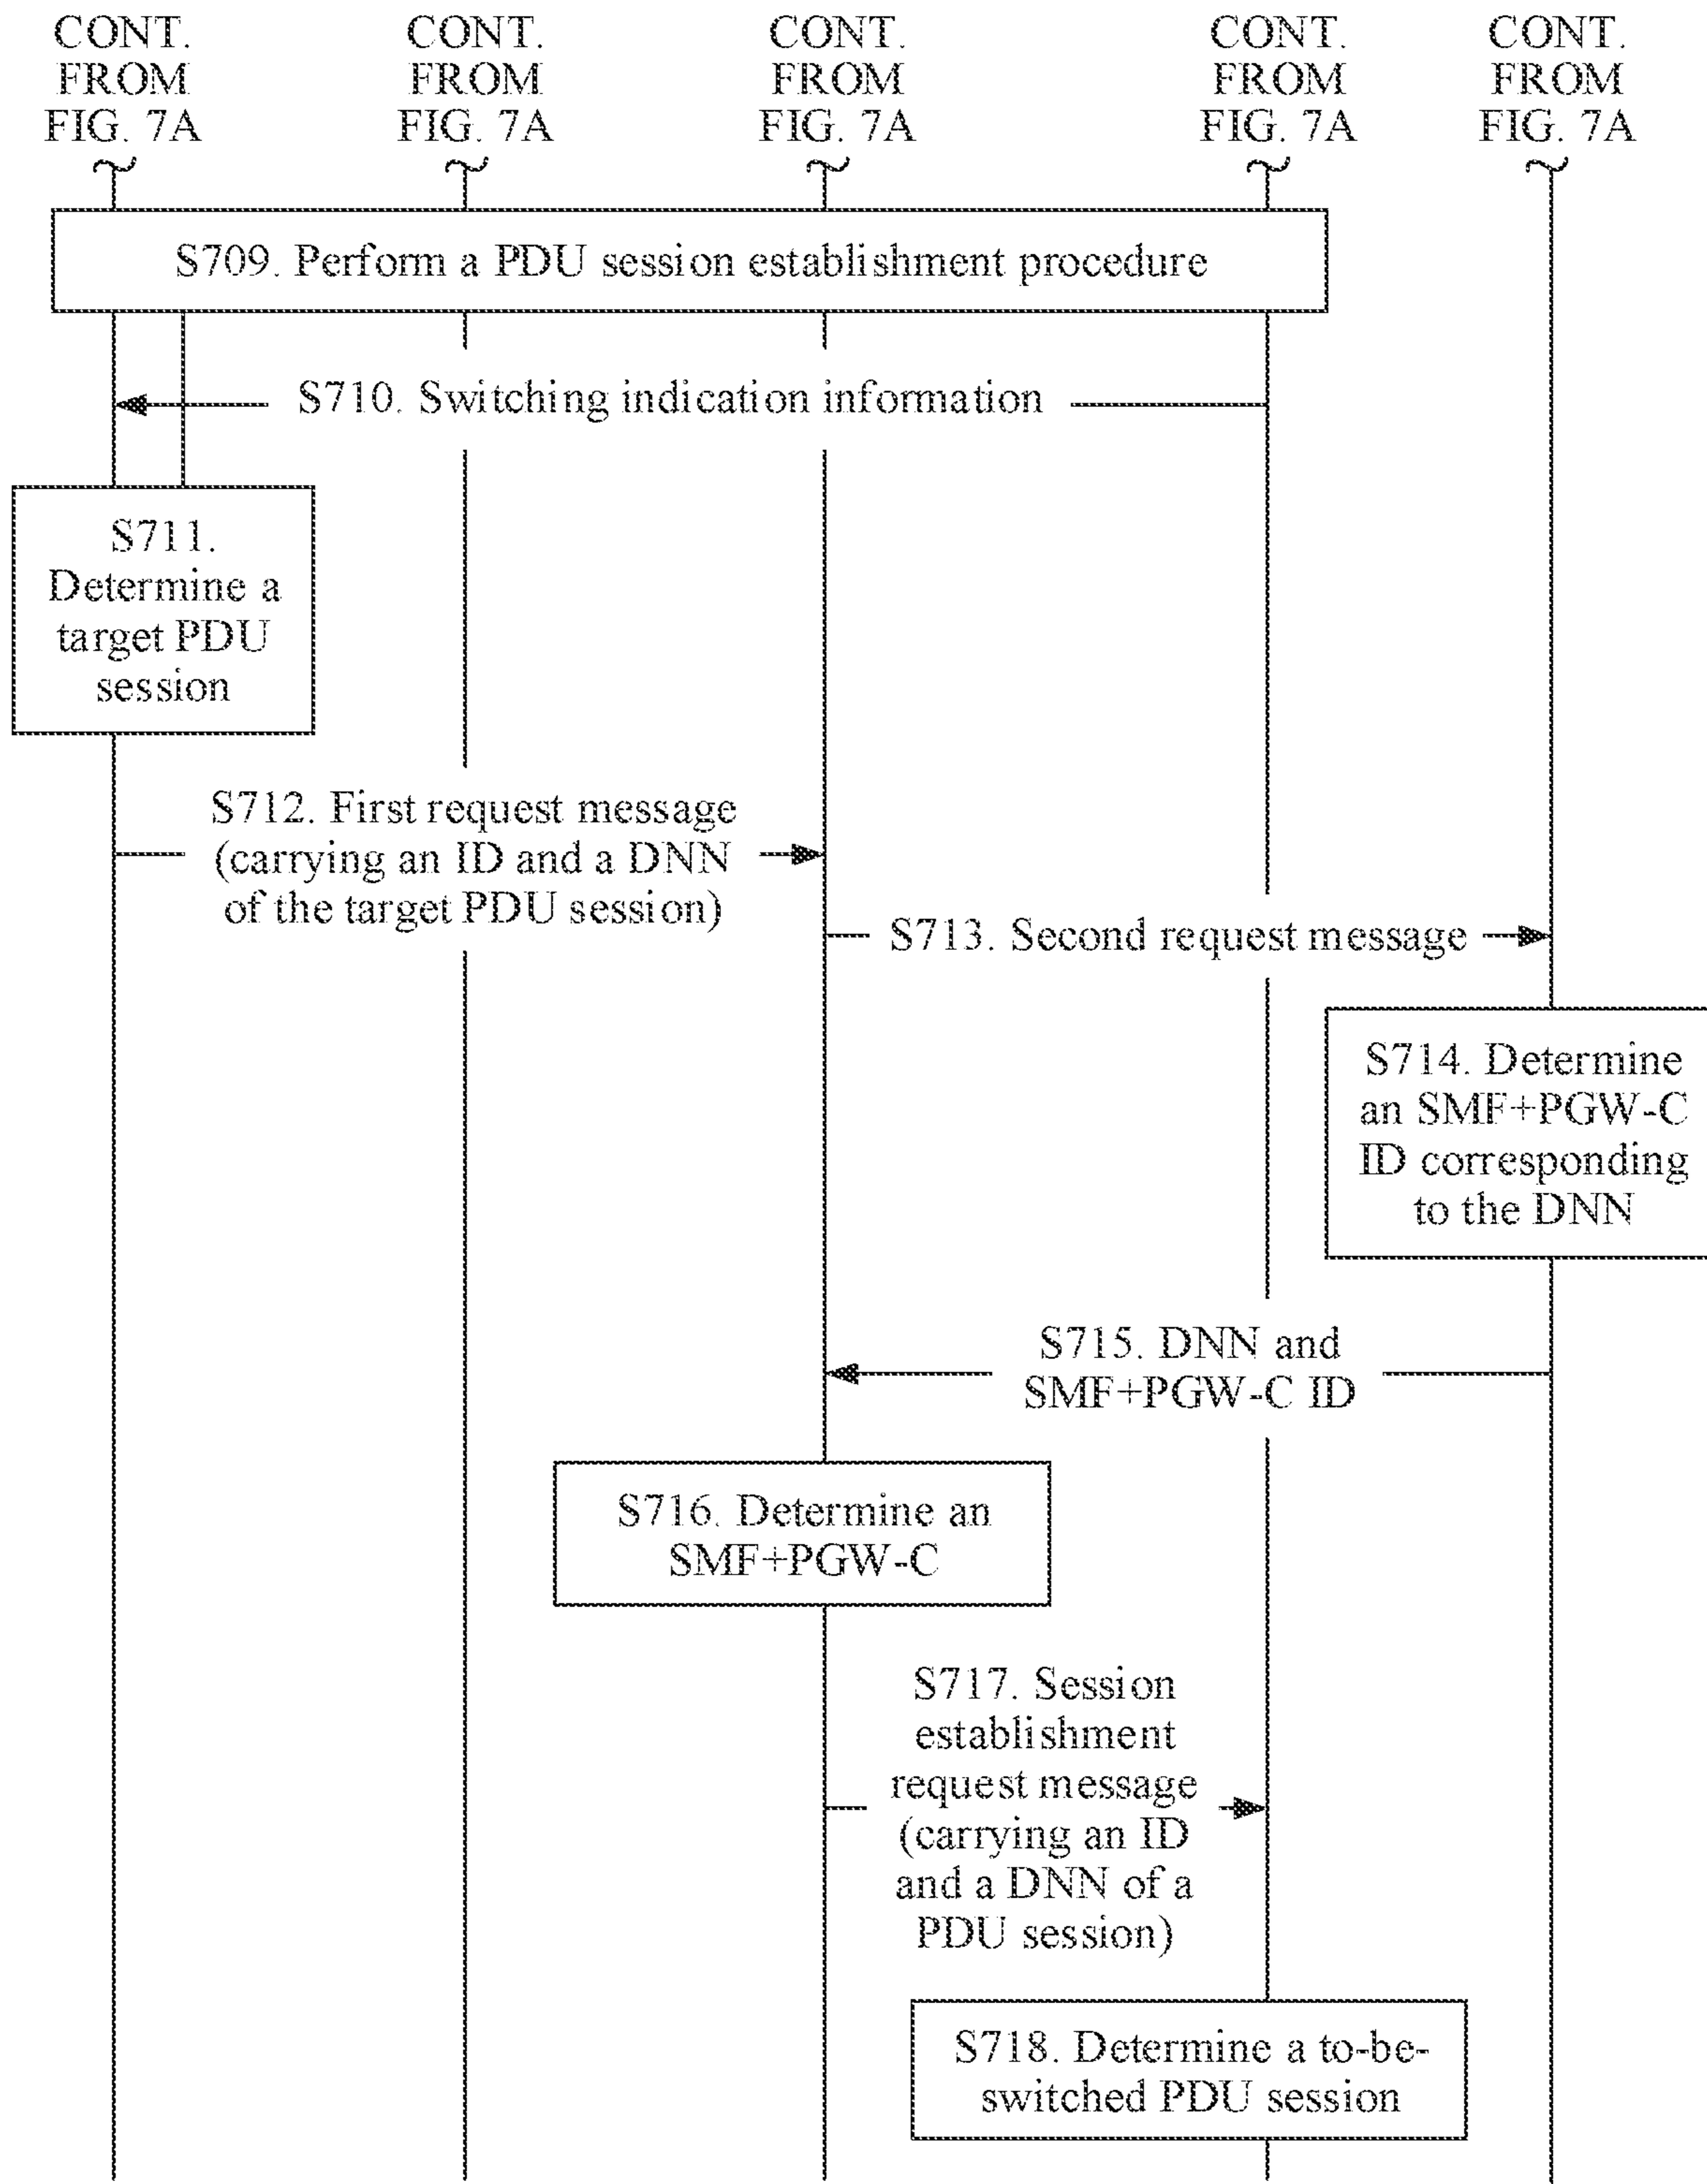 CONT.
FROM
FIG. 7A
CONT.
FROM
FIG. 7A
CONT.
FROM
FIG. 7A
CONT.
FROM
FIG. 7A
CONT.
FROM
FIG. 7A
S709. Perform a PDU session establishment procedure
S710. Switching indication information
S711.
Determine a
target PDU
session
S712. First request message
(carrying an ID and a DNN
of the target PDU session)
S713. Second request message
S714. Determine
an SMF+PGW-C
ID corresponding
to the DNN
S715. DNN and
SMF+PGW-C ID
S716. Determine an
SMF+PGW-C
S717. Session
establishment
request message
(carrying an ID
and a DNN of a
PDU session)
S718. Determine a to-be-
switched PDU session